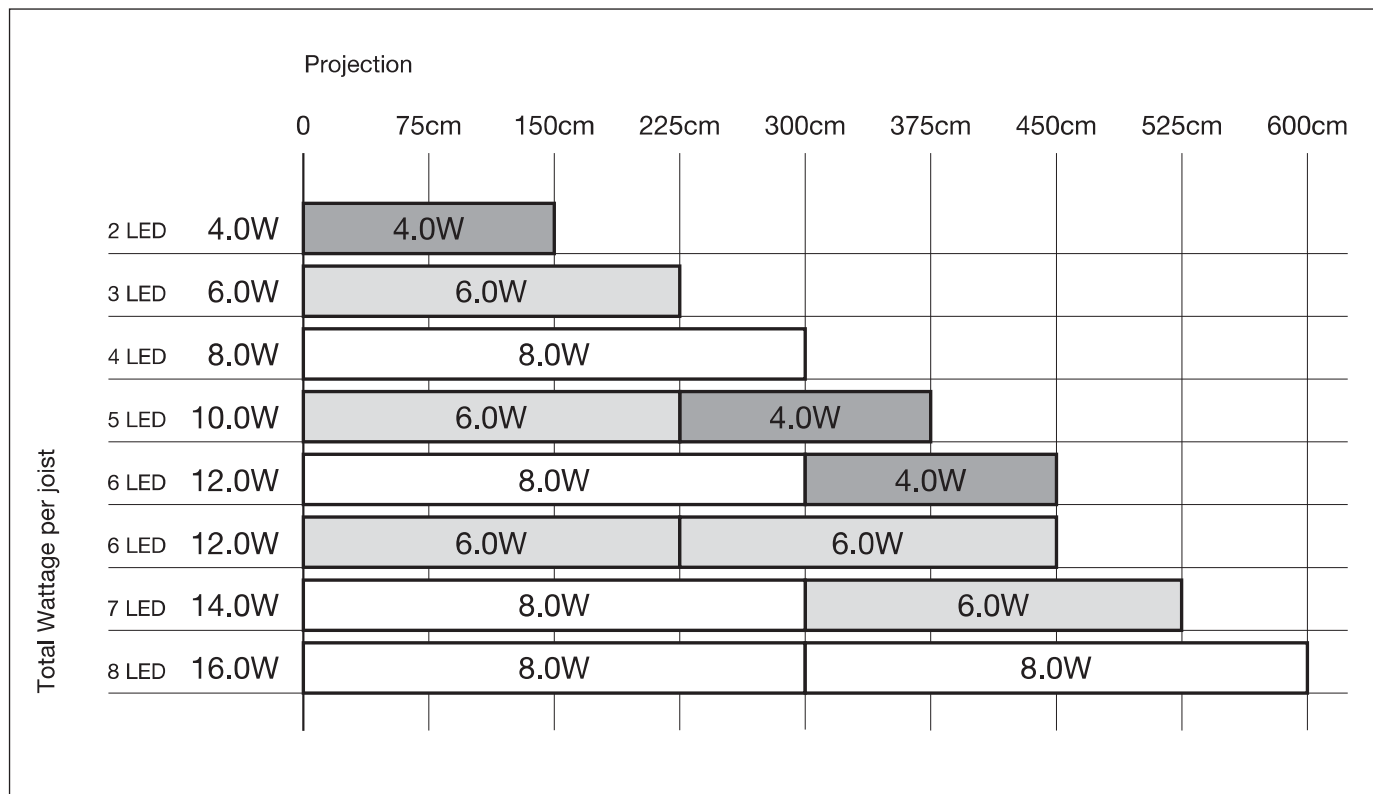 Projection
0 75cm 150cm 225cm 300cm 375cm 450cm 525cm 600cm
2 LED 4.0W 4.0W
3 LED 6.0W 6.0W
4 LED 8.0W 8.0W
5 LED 10.0W 6.0W 4.0W
6 LED 12.0W 8.0W 4.0W
6 LED 12.0W 6.0W 6.0W
7 LED 14.0W 8.0W 6.0W
8 LED 16.0W 8.0W 8.0W
Total Wattage per joist